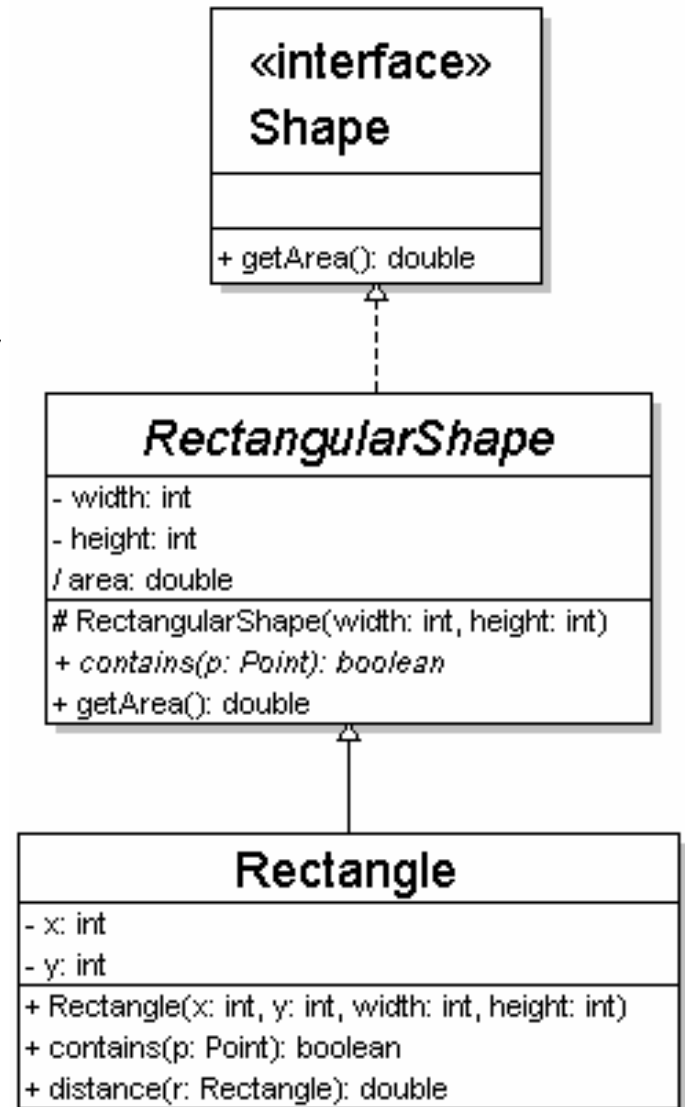 «interface»
Shape
+ getArea(): double
RectangularShape
- width: int
- height: int
/ area: double
# RectangularShape(width: int, height: int)
+ contains(p: Point): boolean
+ getArea(): double
Rectangle
- x: int
- y: int
+ Rectangle(x: int, y: int, width: int, height: int)
+ contains(p: Point): boolean
+ distance(r: Rectangle): double